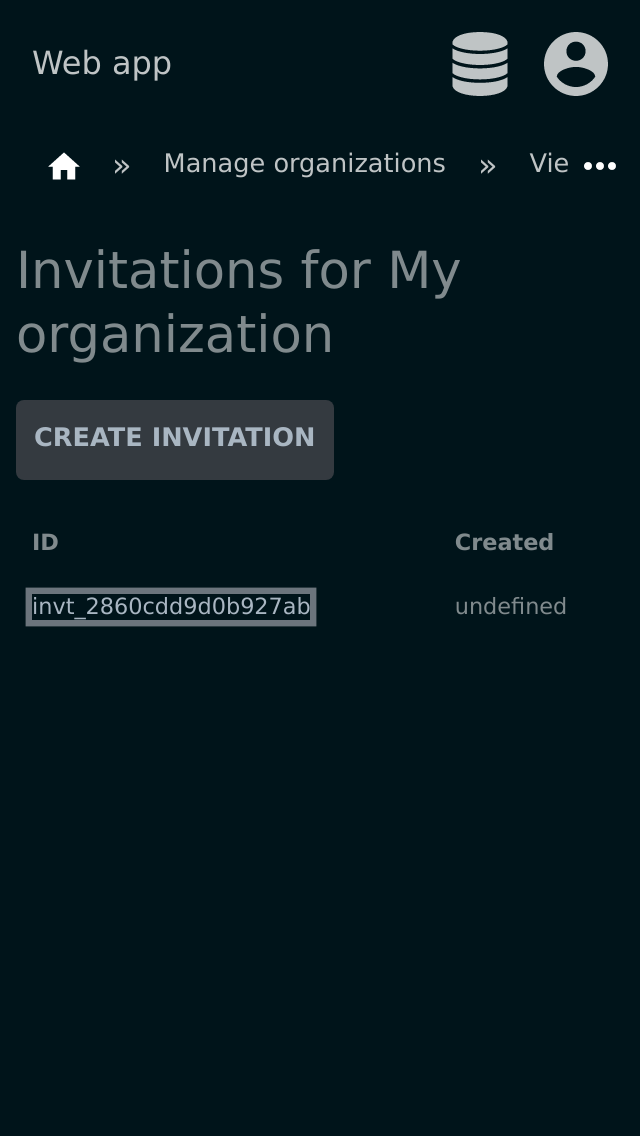 Web app
» Manage organizations » Vie
Invitations for My
organization
CREATE INVITATION
ID Created
invt_2860cdd9d0b927ab undefined